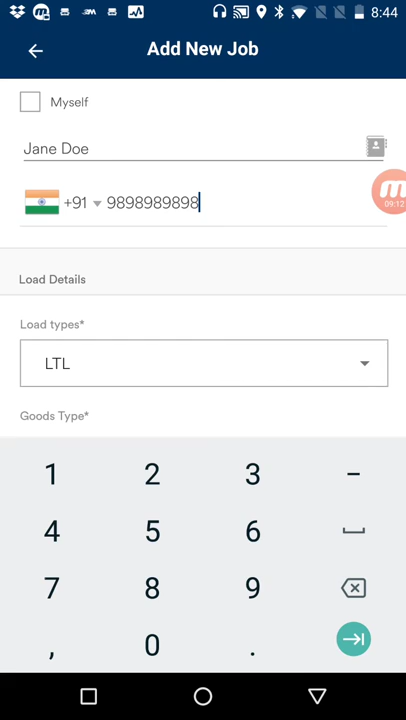 8:44
Add New Job
Myself
Jane Doe
+91 9898989898
09:12
Load Details
Load types*
LTL
Goods Type*
1 2 3 –
4 5 6
7 8 9
, 0 .